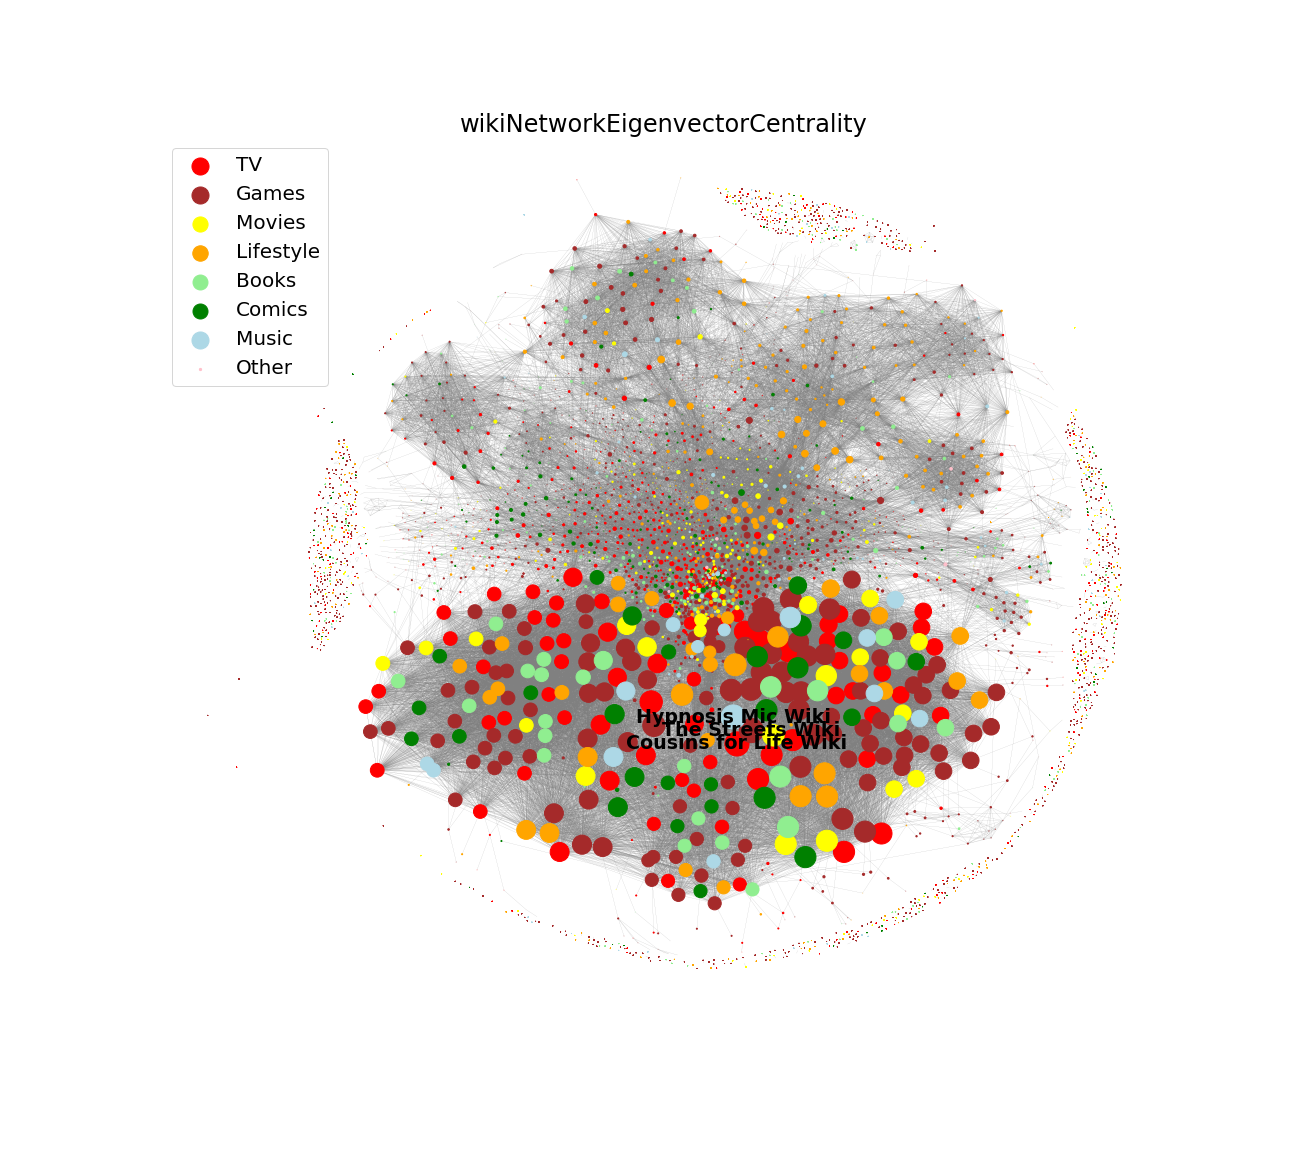 wikiNetworkEigenvectorCentrality
TV
Games
Movies
Lifestyle
Books
Comics
Music
Other
Hypnosis Mic Wiki
The Streets Wiki
Cousins for Life Wiki